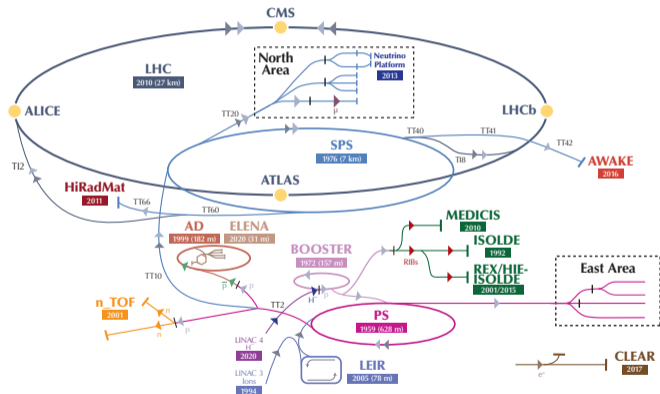 CMS
North
Area
Neutrino
Platform
2013
LHC
2010 (27 km)
ALICE
TT20
μ
LHCb
TT40
TT41
SPS
1976 (7 km)
TI8
TT42
AWAKE
2016
TI2
HiRadMat
2011
TT66
ATLAS
TT60
AD
1999 (182 m)
ELENA
2020 (31 m)
MEDICIS
2010
BOOSTER
1972 (157 m)
ISOLDE
1992
RIBs
REX/HIE-
ISOLDE
2001/2015
East Area
TT10
p
p
H-
p
n_TOF
2001
n
n
p
TT2
PS
1959 (628 m)
LINAC 4
H-
2020
LINAC 3
Ions
1994
LEIR
2005 (78 m)
CLEAR
2017
e-